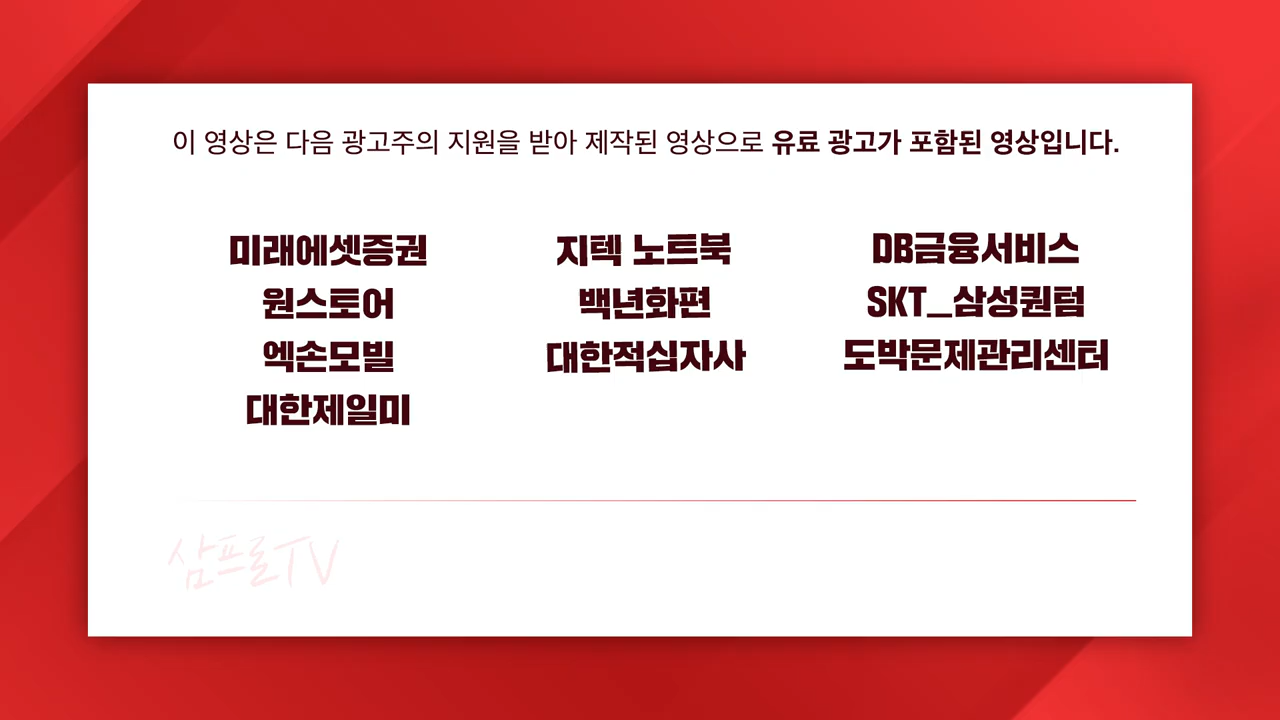 이 영상은 다음 광고주의 지원을 받아 제작된 영상으로 유료 광고가 포함된 영상입니다.
미래에셋증권
지텍 노트북
DB금융서비스
원스토어
백년화편
SKT_삼성퀀텀
엑손모빌
대한적십자사
도박문제관리센터
대한제일미
삼프로TV